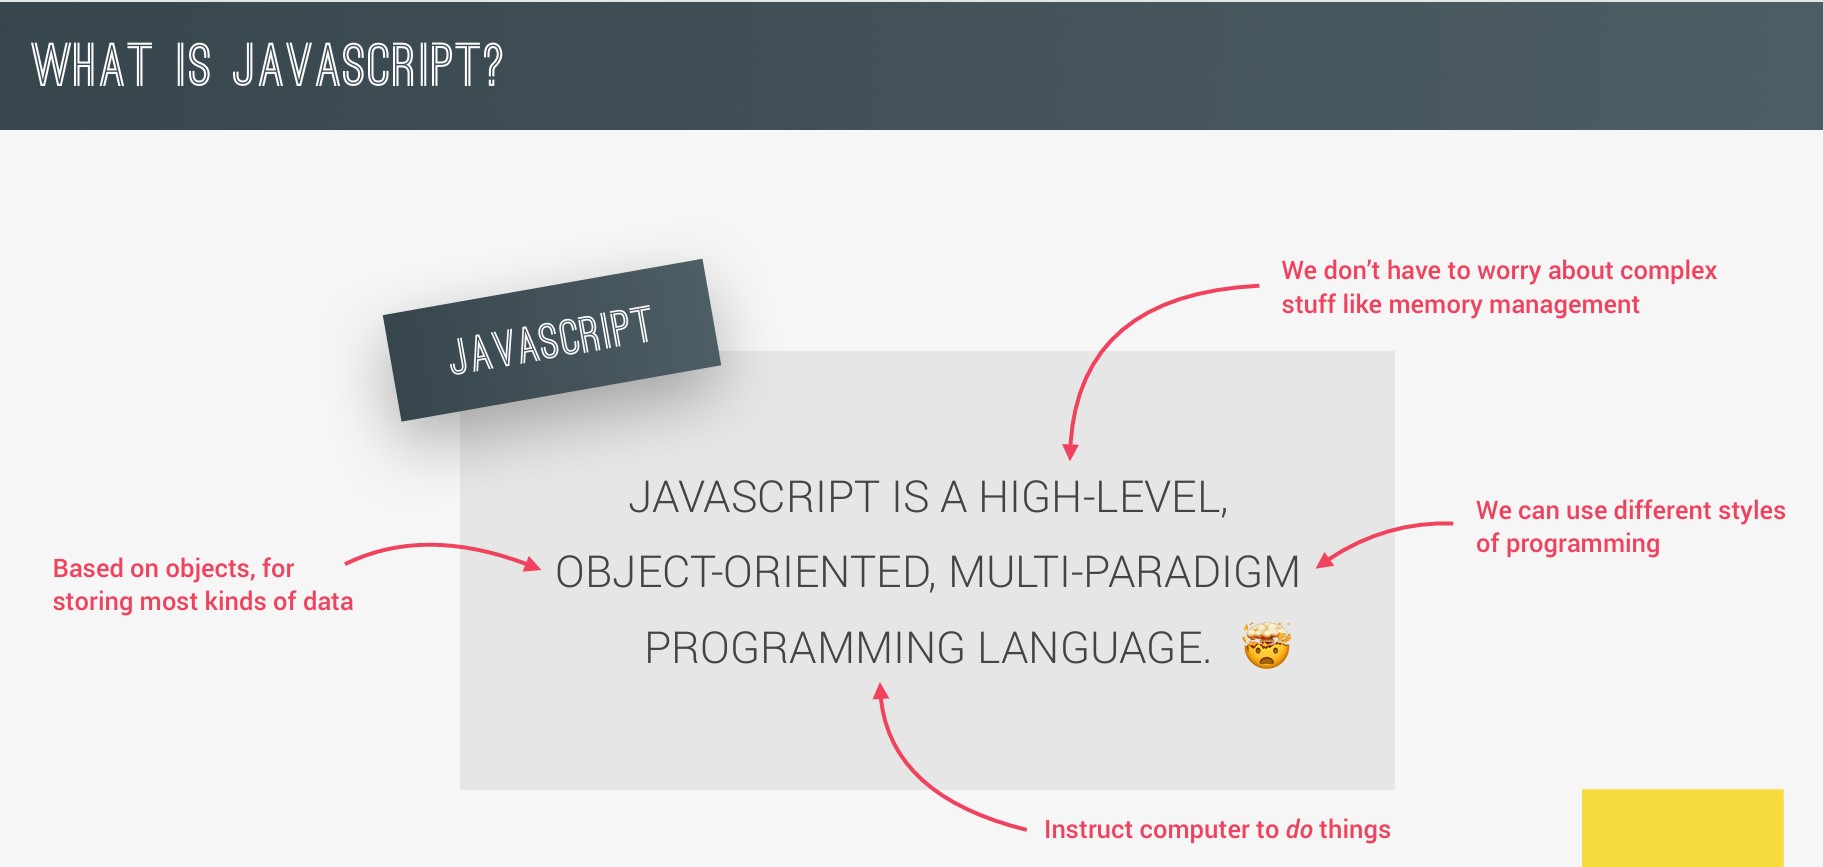 WHAT IS JAVASCRIPT?
JAVASCRIPT
We don’t have to worry about complex
stuff like memory management
JAVASCRIPT IS A HIGH-LEVEL,
OBJECT-ORIENTED, MULTI-PARADIGM
PROGRAMMING LANGUAGE. 🤯
We can use different styles
of programming
Based on objects, for
storing most kinds of data
Instruct computer to do things